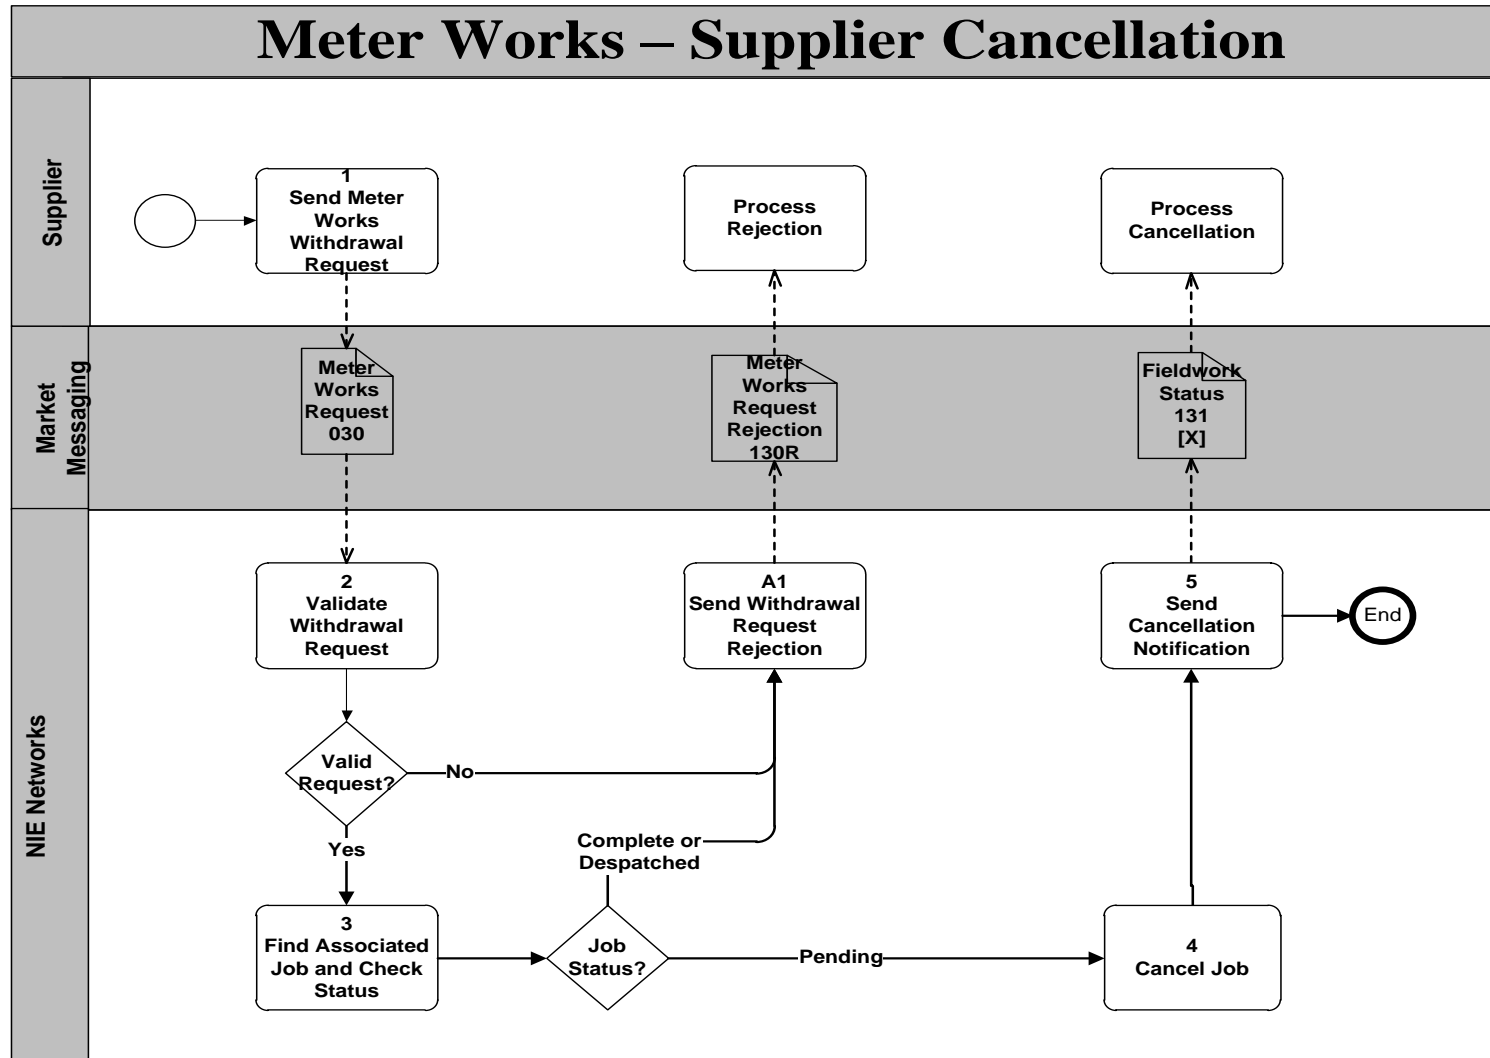 Meter Works – Supplier Cancellation
Supplier
1
Send Meter
Works
Withdrawal
Request
Process
Rejection
Process
Cancellation
Market
Messaging
Meter
Works
Request
030
Meter
Works
Request
Rejection
130R
Fieldwork
Status
131
[X]
NIE Networks
2
Validate
Withdrawal
Request
A1
Send Withdrawal
Request
Rejection
5
Send
Cancellation
Notification
End
Valid
Request?
No
Yes
Complete or
Despatched
3
Find Associated
Job and Check
Status
Job
Status?
Pending
4
Cancel Job